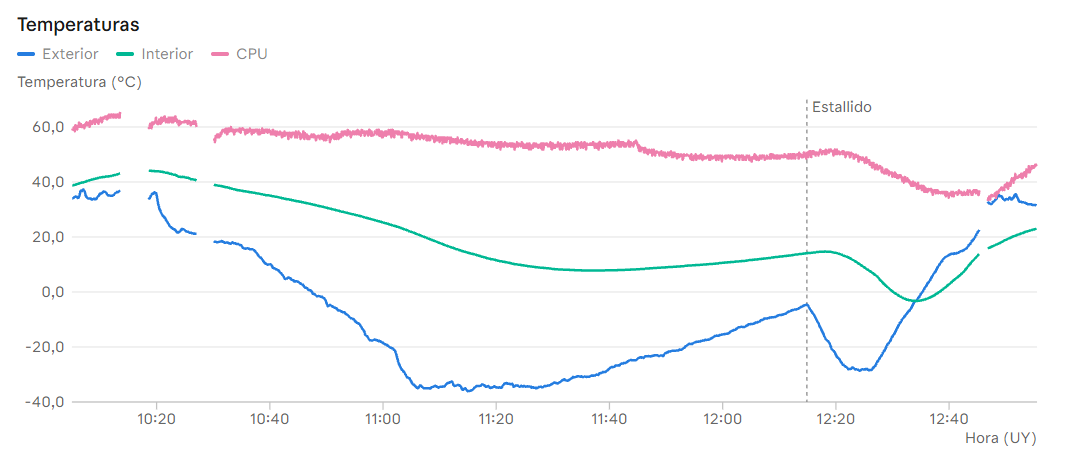 Temperaturas
Exterior Interior CPU
Temperatura (°C)
Estallido
60,0
40,0
20,0
0,0
-20,0
-40,0
10:20 10:40 11:00 11:20 11:40 12:00 12:20 12:40
Hora (UY)